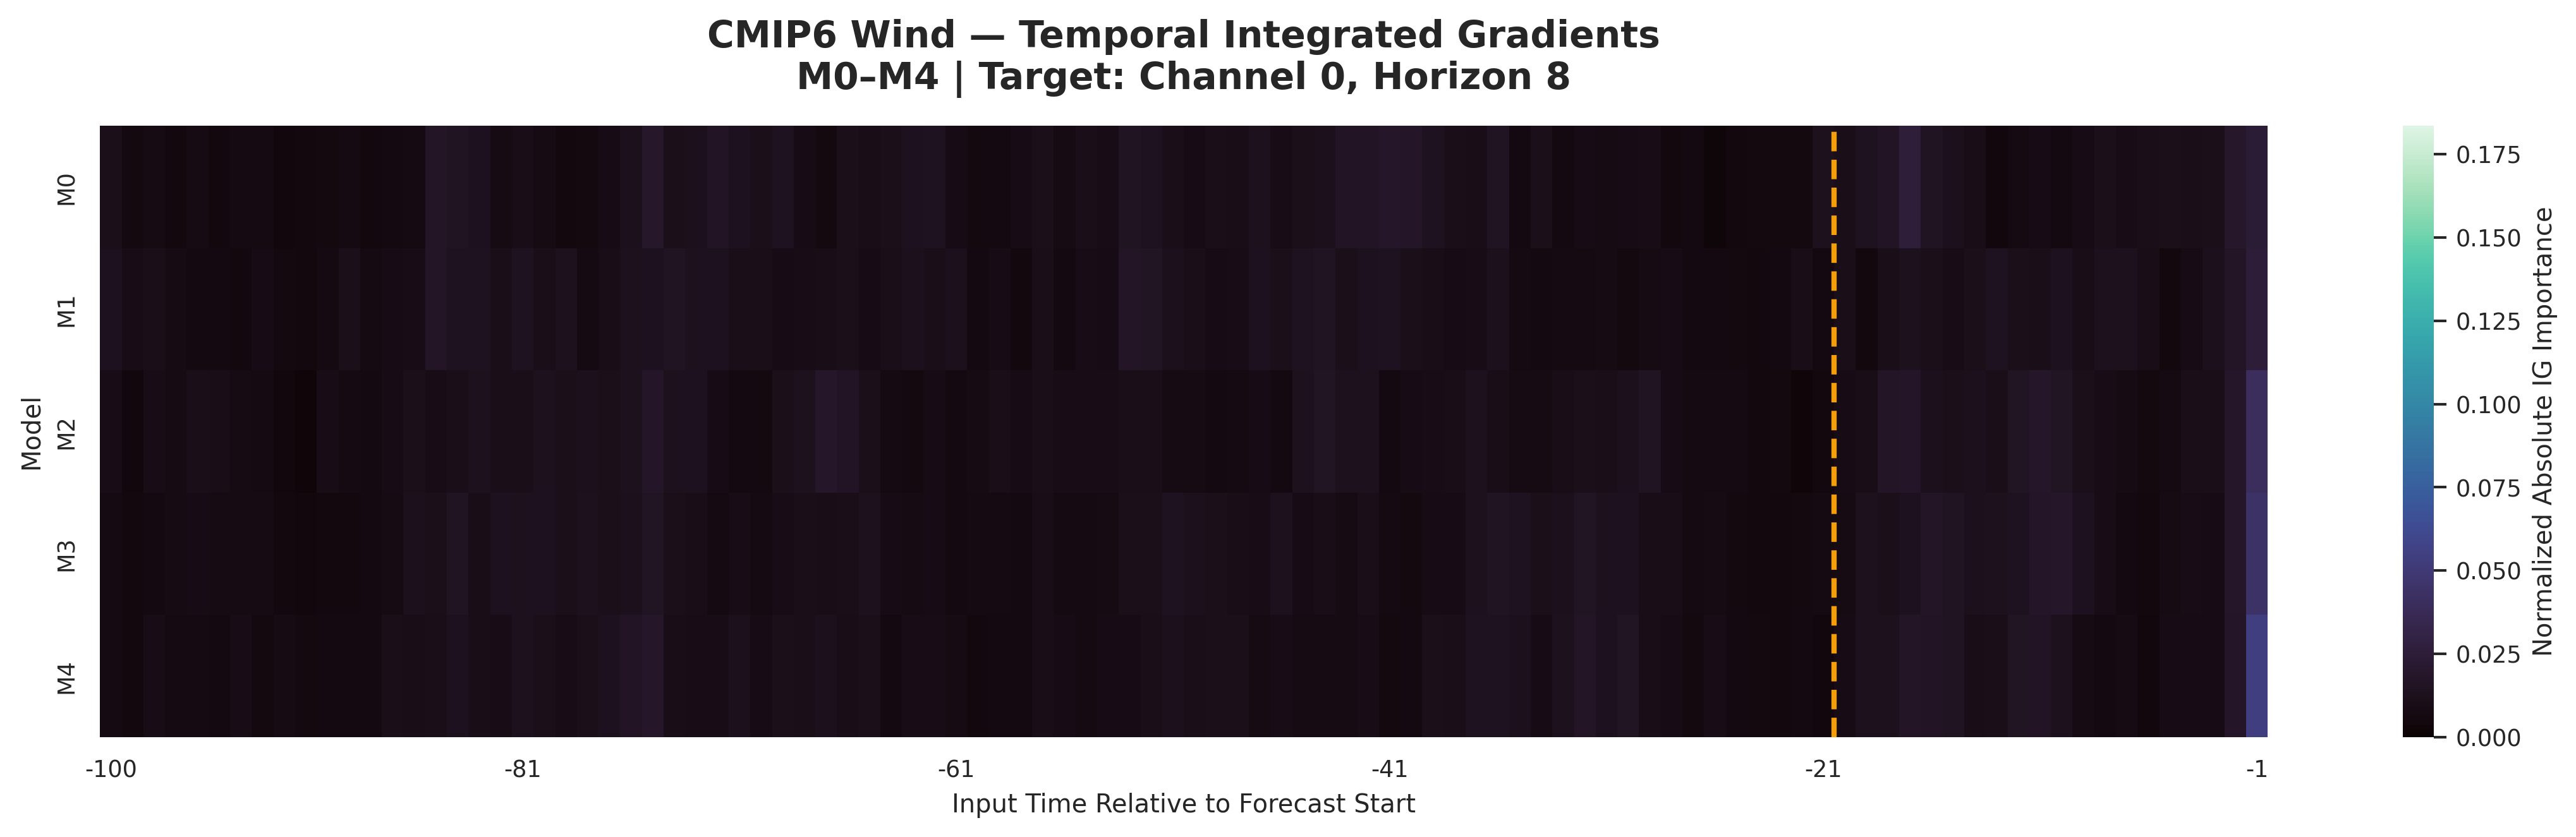 CMIP6 Wind — Temporal Integrated Gradients
M0–M4 | Target: Channel 0, Horizon 8
Model
M0
M1
M2
M3
M4
-100
-81
-61
-41
-21
-1
Input Time Relative to Forecast Start
0.175
0.150
0.125
0.100
0.075
0.050
0.025
0.000
Normalized Absolute IG Importance